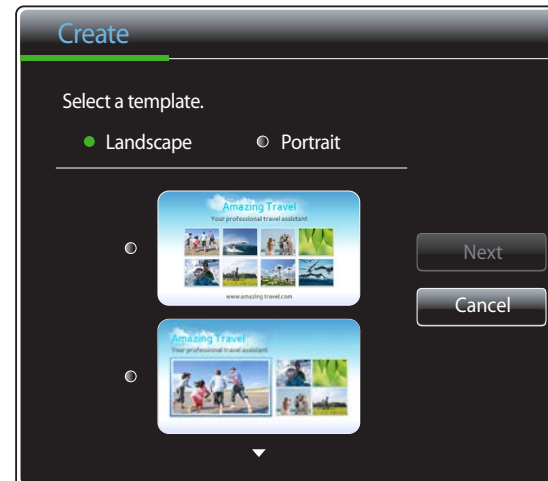 Create
Select a template.
Landscape
Portrait
Amazing Travel
Your professional travel assistant
www.amazing travel.com
Amazing Travel
Your professional travel assistant
Next
Cancel